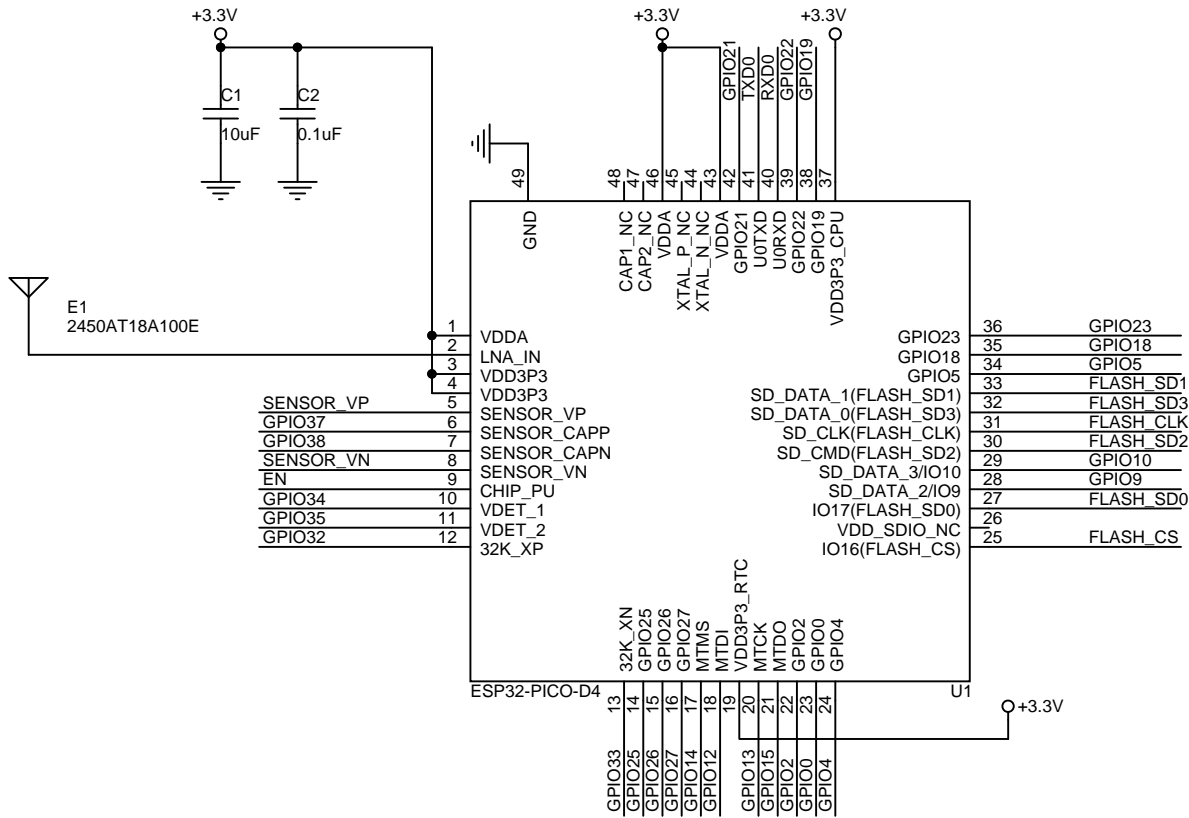 +3.3V
+3.3V
+3.3V
C1
10uF
C2
0.1uF
GPIO21
TXD0
RXD0
GPIO22
GPIO19
49
48
47
46
45
44
43
42
41
40
39
38
37
GND
CAP1_NC
CAP2_NC
VDDA
XTAL_P_NC
XTAL_N_NC
VDDA
GPIO21
U0TXD
U0RXD
GPIO22
GPIO19
VDD3P3_CPU
E1
2450AT18A100E
1 VDDA
2 LNA_IN
3 VDD3P3
4 VDD3P3
SENSOR_VP 5 SENSOR_VP
GPIO37 6 SENSOR_CAPP
GPIO38 7 SENSOR_CAPN
SENSOR_VN 8 SENSOR_VN
EN 9 CHIP_PU
GPIO34 10 VDET_1
GPIO35 11 VDET_2
GPIO32 12 32K_XP
GPIO23 36 GPIO23
GPIO18 35 GPIO18
GPIO5 34 GPIO5
SD_DATA_1(FLASH_SD1) 33 FLASH_SD1
SD_DATA_0(FLASH_SD3) 32 FLASH_SD3
SD_CLK(FLASH_CLK) 31 FLASH_CLK
SD_CMD(FLASH_SD2) 30 FLASH_SD2
SD_DATA_3/IO10 29 GPIO10
SD_DATA_2/IO9 28 GPIO9
IO17(FLASH_SD0) 27 FLASH_SD0
VDD_SDIO_NC 26
IO16(FLASH_CS) 25 FLASH_CS
32K_XN
GPIO25
GPIO26
GPIO27
MTMS
MTDI
VDD3P3_RTC
MTCK
MTDO
GPIO2
GPIO0
GPIO4
ESP32-PICO-D4
U1
13
14
15
16
17
18
19
20
21
22
23
24
+3.3V
GPIO33
GPIO25
GPIO26
GPIO27
GPIO14
GPIO12
GPIO13
GPIO15
GPIO2
GPIO0
GPIO4